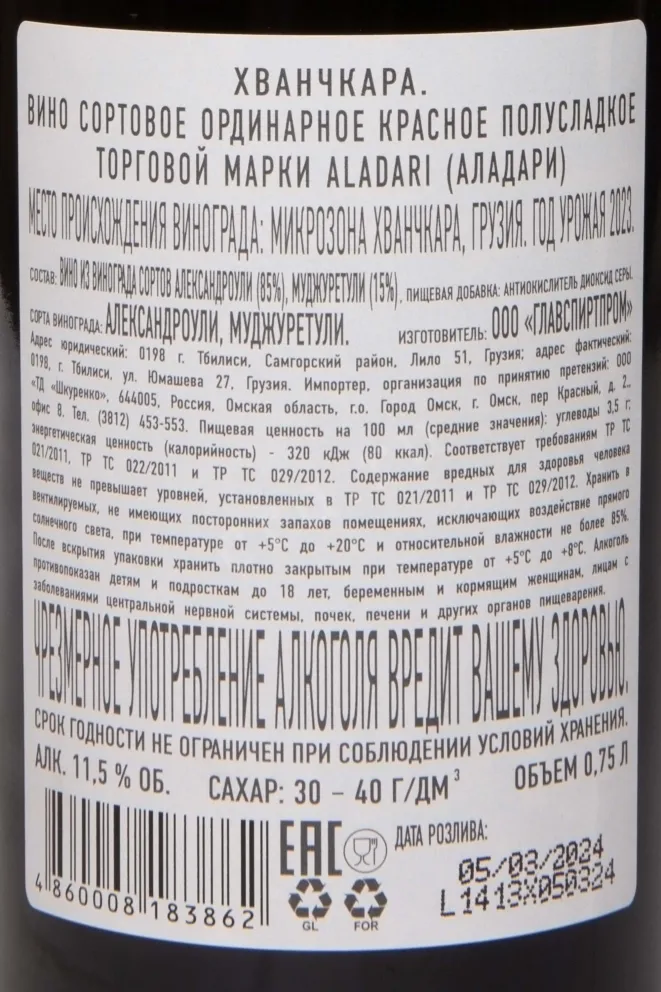 ХВАНЧКАРА.
ВИНО СОРТОВОЕ ОРДИНАРНОЕ КРАСНОЕ ПОЛУСЛАДКОЕ
ТОРГОВОЙ МАРКИ ALADARI (АЛАДАРИ)
МЕСТО ПРОИСХОЖДЕНИЯ ВИНОГРАДА: МИКРОЗОНА ХВАНЧКАРА, ГРУЗИЯ. ГОД УРОЖАЯ 2023.
СОСТАВ: ВИНО ИЗ ВИНОГРАДА СОРТОВ АЛЕКСАНДРОУЛИ (85%), МУДЖУРЕТУЛИ (15%), ПИЩЕВАЯ ДОБАВКА: АНТИОКИСЛИТЕЛЬ ДИОКСИД СЕРЫ.
СОРТА ВИНОГРАДА: АЛЕКСАНДРОУЛИ, МУДЖУРЕТУЛИ. ИЗГОТОВИТЕЛЬ: ООО «ГЛАВСПИРТПРОМ»
Адрес юридический: 0198 г. Тбилиси, Самгорский район, Лило 51, Грузия; адрес фактический:
0198, г. Тбилиси, ул. Юмашева 27, Грузия. Импортер, организация по принятию претензий: ООО
«ТД «Шкуренко», 644005, Россия, Омская область, г.о. Город Омск, г. Омск, пер Красный, д. 2,
офис 8. Тел. (3812) 453-553. Пищевая ценность на 100 мл (средние значения): углеводы 3,5 г;
энергетическая ценность (калорийность) - 320 кДж (80 ккал). Соответствует требованиям ТР ТС
021/2011, ТР ТС 022/2011 и ТР ТС 029/2012. Содержание вредных для здоровья человека
веществ не превышает уровней, установленных в ТР ТС 021/2011 и ТР ТС 029/2012. Хранить в
вентилируемых, не имеющих посторонних запахов помещениях, исключающих воздействие прямого
солнечного света, при температуре от +5°С до +20°С и относительной влажности не более 85%.
После вскрытия упаковки хранить плотно закрытым при температуре от +5°С до +8°С. Алкоголь
противопоказан детям и подросткам до 18 лет, беременным и кормящим женщинам, лицам с
заболеваниями центральной нервной системы, почек, печени и других органов пищеварения.
ЧРЕЗМЕРНОЕ УПОТРЕБЛЕНИЕ АЛКОГОЛЯ ВРЕДИТ ВАШЕМУ ЗДОРОВЬЮ.
СРОК ГОДНОСТИ НЕ ОГРАНИЧЕН ПРИ СОБЛЮДЕНИИ УСЛОВИЙ ХРАНЕНИЯ.
АЛК. 11,5 % ОБ. САХАР: 30 – 40 Г/ДМ³ ОБЪЕМ 0,75 Л
EAC ДАТА РОЗЛИВА:
05/03/2024
L1413X050324
4 860008 183862
GL FOR